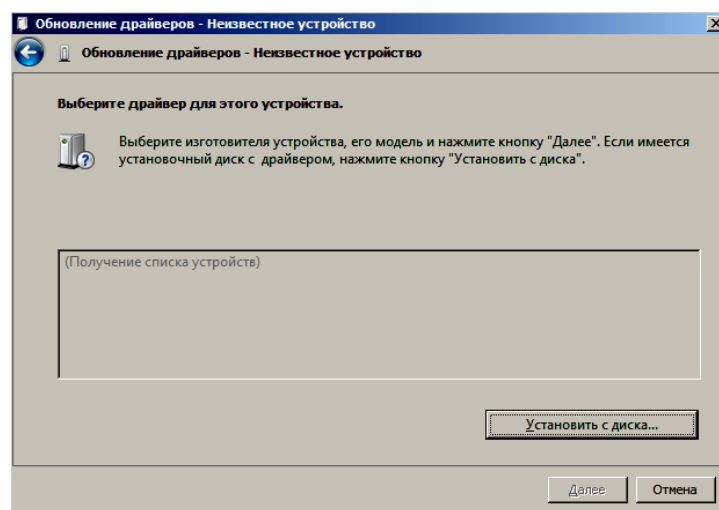 Обновление драйверов - Неизвестное устройство
Обновление драйверов - Неизвестное устройство
Выберите драйвер для этого устройства.
Выберите изготовителя устройства, его модель и нажмите кнопку "Далее". Если имеется
установочный диск с драйвером, нажмите кнопку "Установить с диска".
(Получение списка устройств)
Установить с диска...
Далее
Отмена